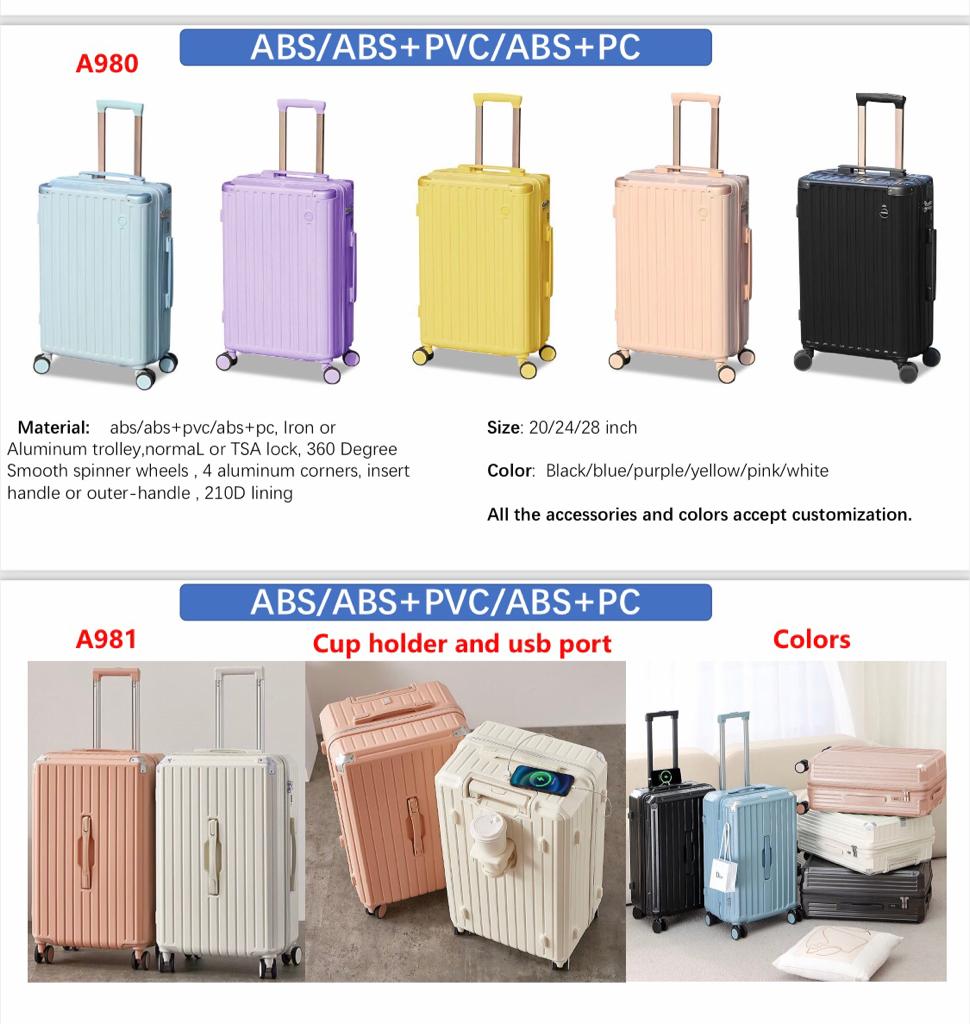 ABS/ABS+PVC/ABS+PC
A980
Material: abs/abs+pvc/abs+pc, Iron or
Aluminum trolley,normaL or TSA lock, 360 Degree
Smooth spinner wheels , 4 aluminum corners, insert
handle or outer-handle , 210D lining
Size: 20/24/28 inch
Color: Black/blue/purple/yellow/pink/white
All the accessories and colors accept customization.
ABS/ABS+PVC/ABS+PC
A981
Cup holder and usb port
Colors